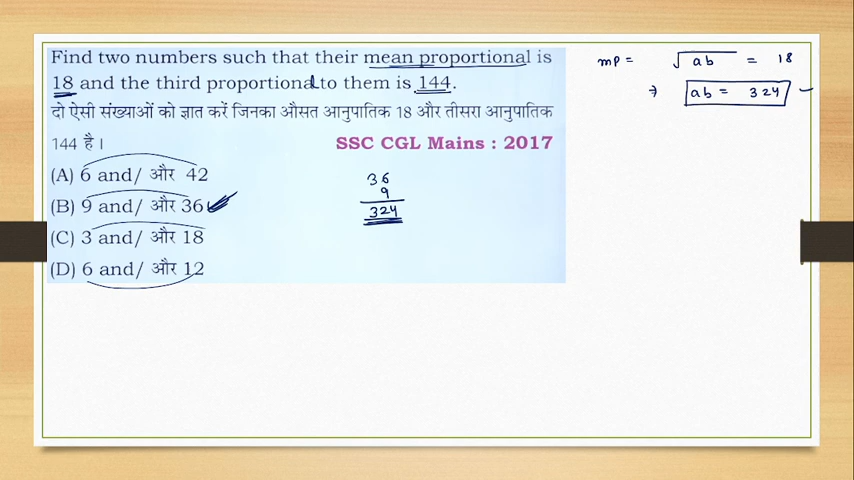 Find two numbers such that their mean proportional is
18 and the third proportional to them is 144.
दो ऐसी संख्याओं को ज्ञात करें जिनका औसत आनुपातिक 18 और तीसरा आनुपातिक
144 है।
SSC CGL Mains : 2017
(A) 6 and/ और 42
(B) 9 and/ और 36
(C) 3 and/ और 18
(D) 6 and/ और 12
36
9
324
MP = √ab = 18
→ ab = 324